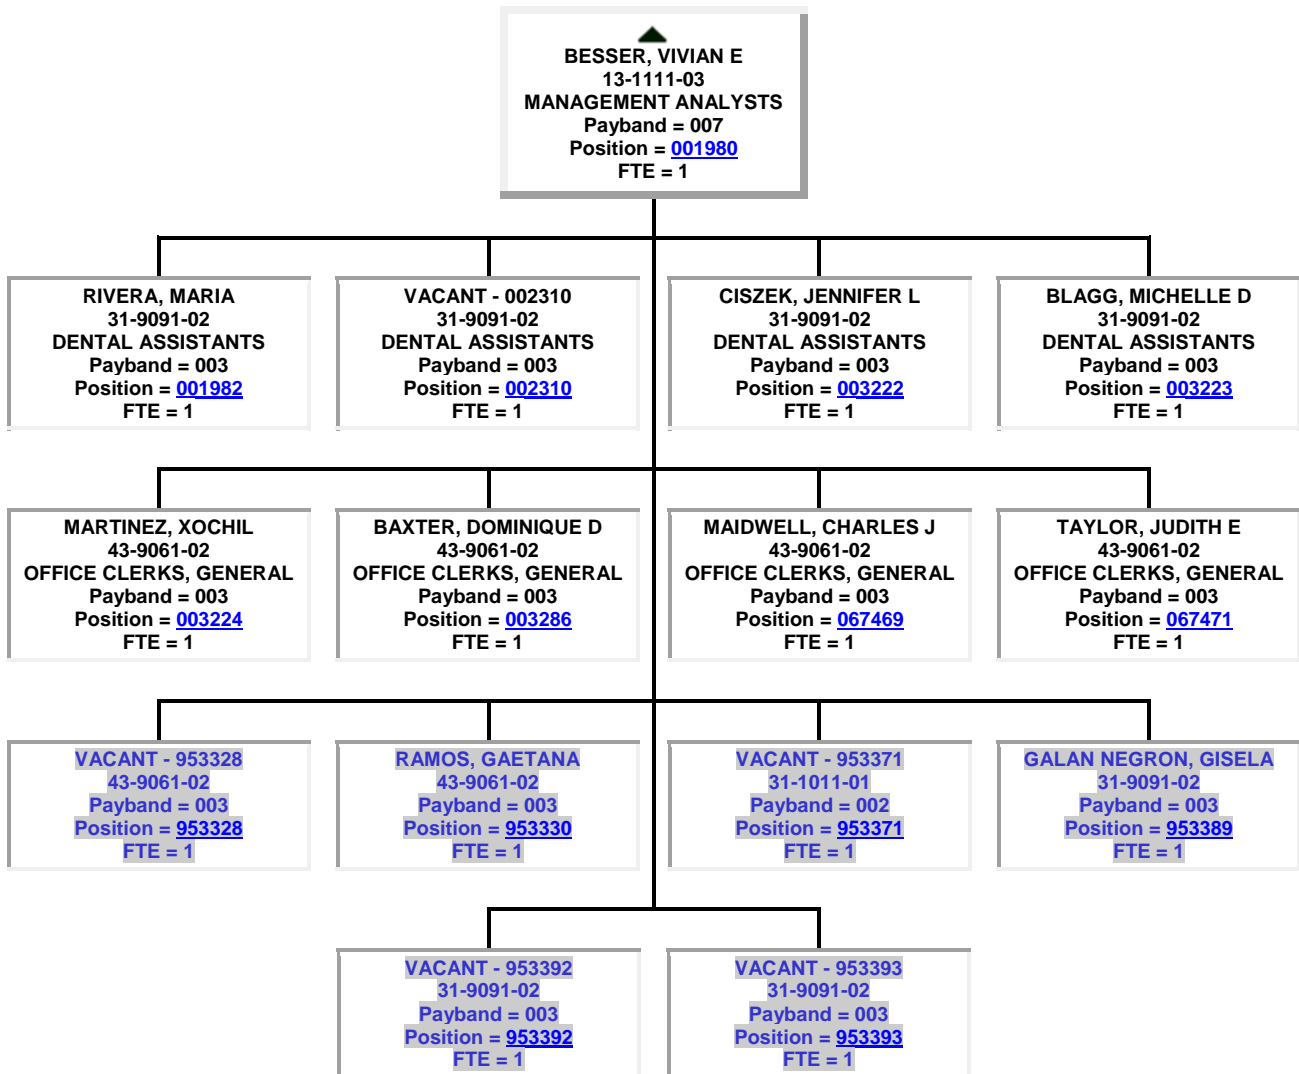 BESSER, VIVIAN E
13-1111-03
MANAGEMENT ANALYSTS
Payband = 007
Position = 001980
FTE = 1
RIVERA, MARIA
31-9091-02
DENTAL ASSISTANTS
Payband = 003
Position = 001982
FTE = 1
VACANT - 002310
31-9091-02
DENTAL ASSISTANTS
Payband = 003
Position = 002310
FTE = 1
CISZEK, JENNIFER L
31-9091-02
DENTAL ASSISTANTS
Payband = 003
Position = 003222
FTE = 1
BLAGG, MICHELLE D
31-9091-02
DENTAL ASSISTANTS
Payband = 003
Position = 003223
FTE = 1
MARTINEZ, XOCHIL
43-9061-02
OFFICE CLERKS, GENERAL
Payband = 003
Position = 003224
FTE = 1
BAXTER, DOMINIQUE D
43-9061-02
OFFICE CLERKS, GENERAL
Payband = 003
Position = 003286
FTE = 1
MAIDWELL, CHARLES J
43-9061-02
OFFICE CLERKS, GENERAL
Payband = 003
Position = 067469
FTE = 1
TAYLOR, JUDITH E
43-9061-02
OFFICE CLERKS, GENERAL
Payband = 003
Position = 067471
FTE = 1
VACANT - 953328
43-9061-02
Payband = 003
Position = 953328
FTE = 1
RAMOS, GAETANA
43-9061-02
Payband = 003
Position = 953330
FTE = 1
VACANT - 953371
31-1011-01
Payband = 002
Position = 953371
FTE = 1
GALAN NEGRON, GISELA
31-9091-02
Payband = 003
Position = 953389
FTE = 1
VACANT - 953392
31-9091-02
Payband = 003
Position = 953392
FTE = 1
VACANT - 953393
31-9091-02
Payband = 003
Position = 953393
FTE = 1